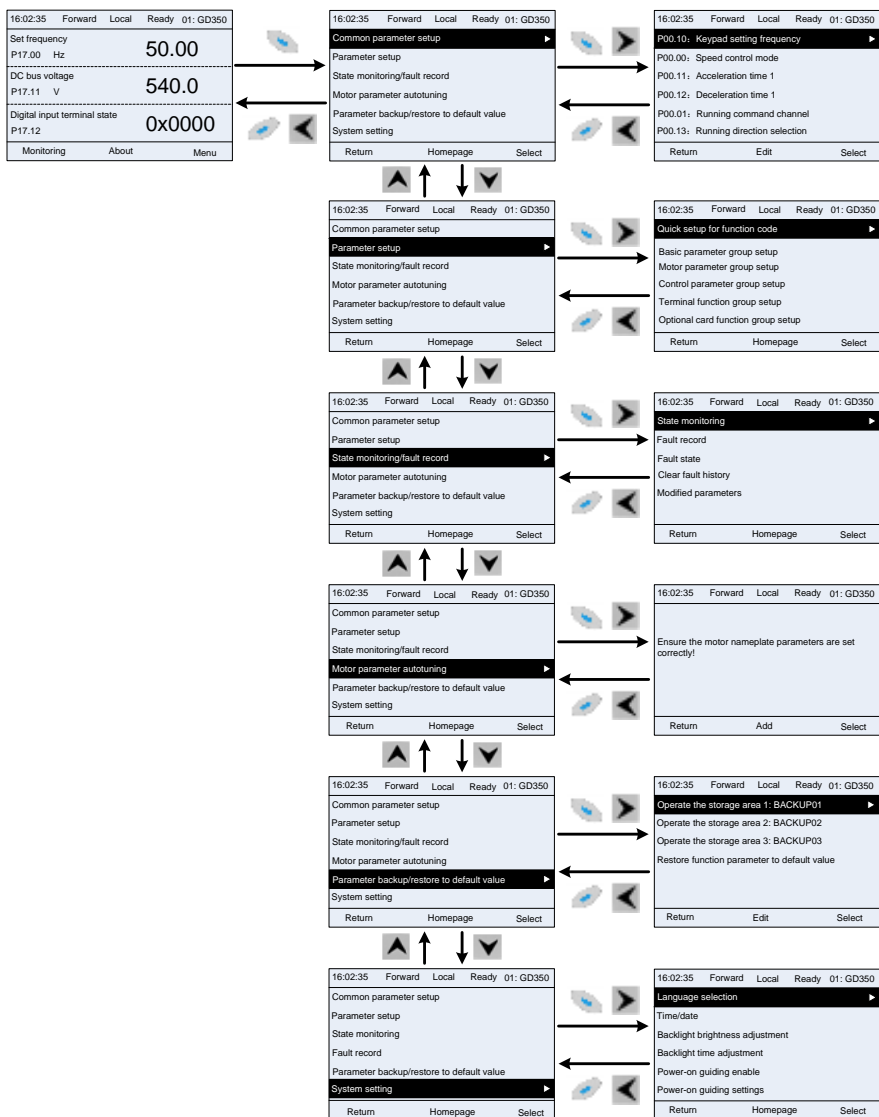 16:02:35 Forward Local Ready 01: GD350
Set frequency
P17.00 Hz 50.00
DC bus voltage
P17.11 V 540.0
Digital input terminal state
P17.12 0x0000
Monitoring About Menu
16:02:35 Forward Local Ready 01: GD350
Common parameter setup
Parameter setup
State monitoring/fault record
Motor parameter autotuning
Parameter backup/restore to default value
System setting
Return Homepage Select
16:02:35 Forward Local Ready 01: GD350
P00.10: Keypad setting frequency
P00.00: Speed control mode
P00.11: Acceleration time 1
P00.12: Deceleration time 1
P00.01: Running command channel
P00.13: Running direction selection
Return Edit Select
16:02:35 Forward Local Ready 01: GD350
Common parameter setup
Parameter setup
State monitoring/fault record
Motor parameter autotuning
Parameter backup/restore to default value
System setting
Return Homepage Select
16:02:35 Forward Local Ready 01: GD350
Quick setup for function code
Basic parameter group setup
Motor parameter group setup
Control parameter group setup
Terminal function group setup
Optional card function group setup
Return Homepage Select
16:02:35 Forward Local Ready 01: GD350
Common parameter setup
Parameter setup
State monitoring/fault record
Motor parameter autotuning
Parameter backup/restore to default value
System setting
Return Homepage Select
16:02:35 Forward Local Ready 01: GD350
State monitoring
Fault record
Fault state
Clear fault history
Modified parameters
Return Homepage Select
16:02:35 Forward Local Ready 01: GD350
Common parameter setup
Parameter setup
State monitoring/fault record
Motor parameter autotuning
Parameter backup/restore to default value
System setting
Return Homepage Select
16:02:35 Forward Local Ready 01: GD350
Ensure the motor nameplate parameters are set
correctly!
Return Add Select
16:02:35 Forward Local Ready 01: GD350
Common parameter setup
Parameter setup
State monitoring/fault record
Motor parameter autotuning
Parameter backup/restore to default value
System setting
Return Homepage Select
16:02:35 Forward Local Ready 01: GD350
Operate the storage area 1: BACKUP01
Operate the storage area 2: BACKUP02
Operate the storage area 3: BACKUP03
Restore function parameter to default value
Return Edit Select
16:02:35 Forward Local Ready 01: GD350
Common parameter setup
Parameter setup
State monitoring
Fault record
Parameter backup/restore to default value
System setting
Return Homepage Select
16:02:35 Forward Local Ready 01: GD350
Language selection
Time/date
Backlight brightness adjustment
Backlight time adjustment
Power-on guiding enable
Power-on guiding settings
Return Homepage Select